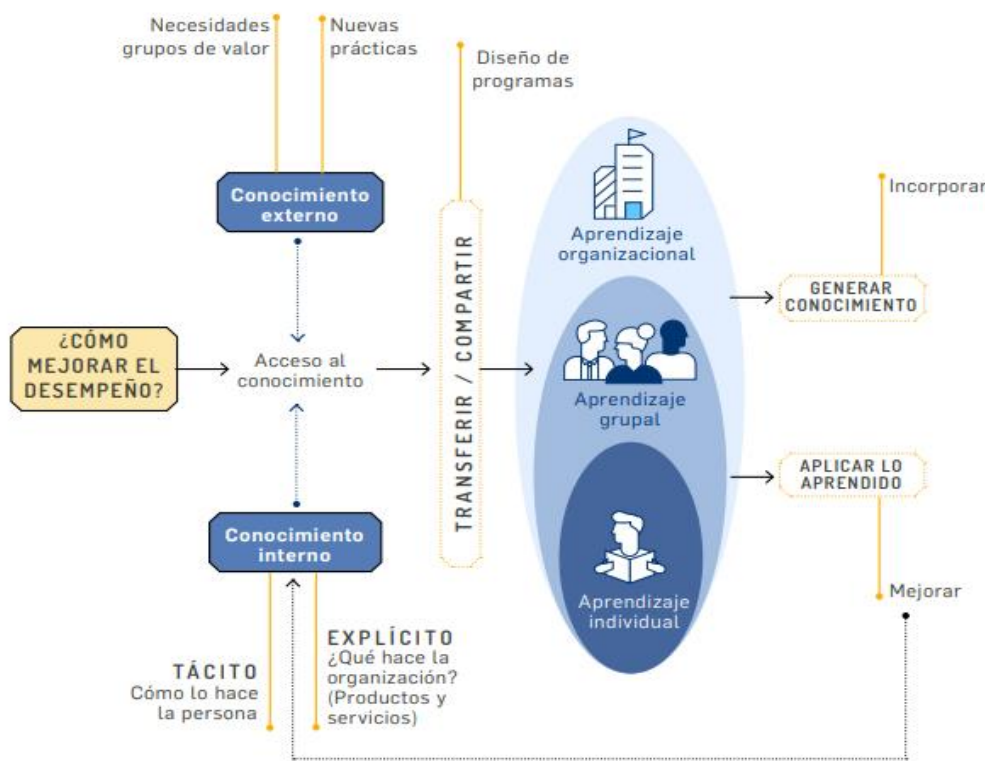 Necesidades
grupos de valor
Nuevas
prácticas
Diseño de
programas
Conocimiento
externo
Aprendizaje
organizacional
Incorporar
GENERAR
CONOCIMIENTO
¿CÓMO
MEJORAR EL
DESEMPEÑO?
Acceso al
conocimiento
TRANSFERIR / COMPARTIR
Aprendizaje
grupal
APLICAR LO
APRENDIDO
Conocimiento
interno
Aprendizaje
individual
Mejorar
TÁCITO
Cómo lo hace
la persona
EXPLÍCITO
¿Qué hace la
organización?
(Productos y
servicios)